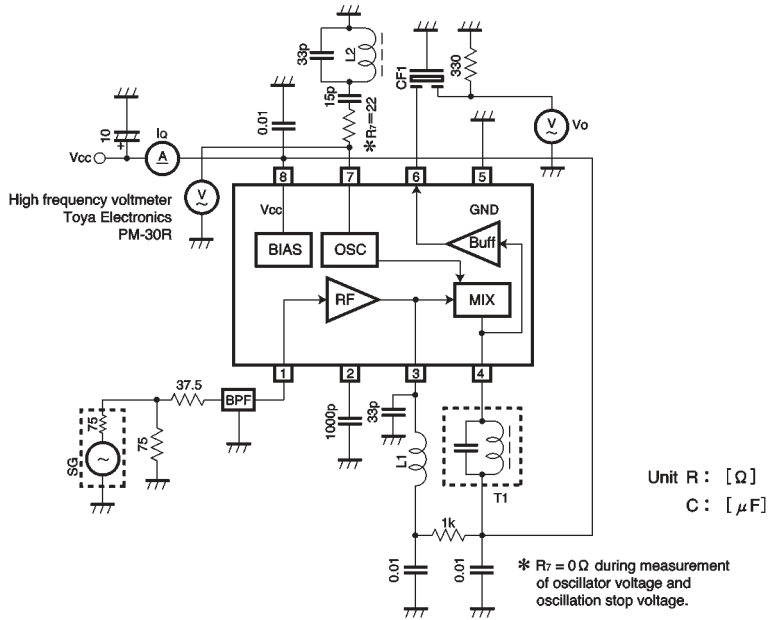 33p
L2
CF1
330
15p
✱R7=22
0.01
10
+
IQ
A
Vcc
V
Vo
V
High frequency voltmeter
Toya Electronics
PM-30R
8
7
6
5
Vcc
GND
BIAS
OSC
Buff
RF
MIX
1
2
3
4
37.5
BPF
75
SG
75
1000p
33p
L1
T1
1k
0.01
0.01
Unit R: [Ω]
C: [μF]
✱ R7=0Ω during measurement
of oscillator voltage and
oscillation stop voltage.